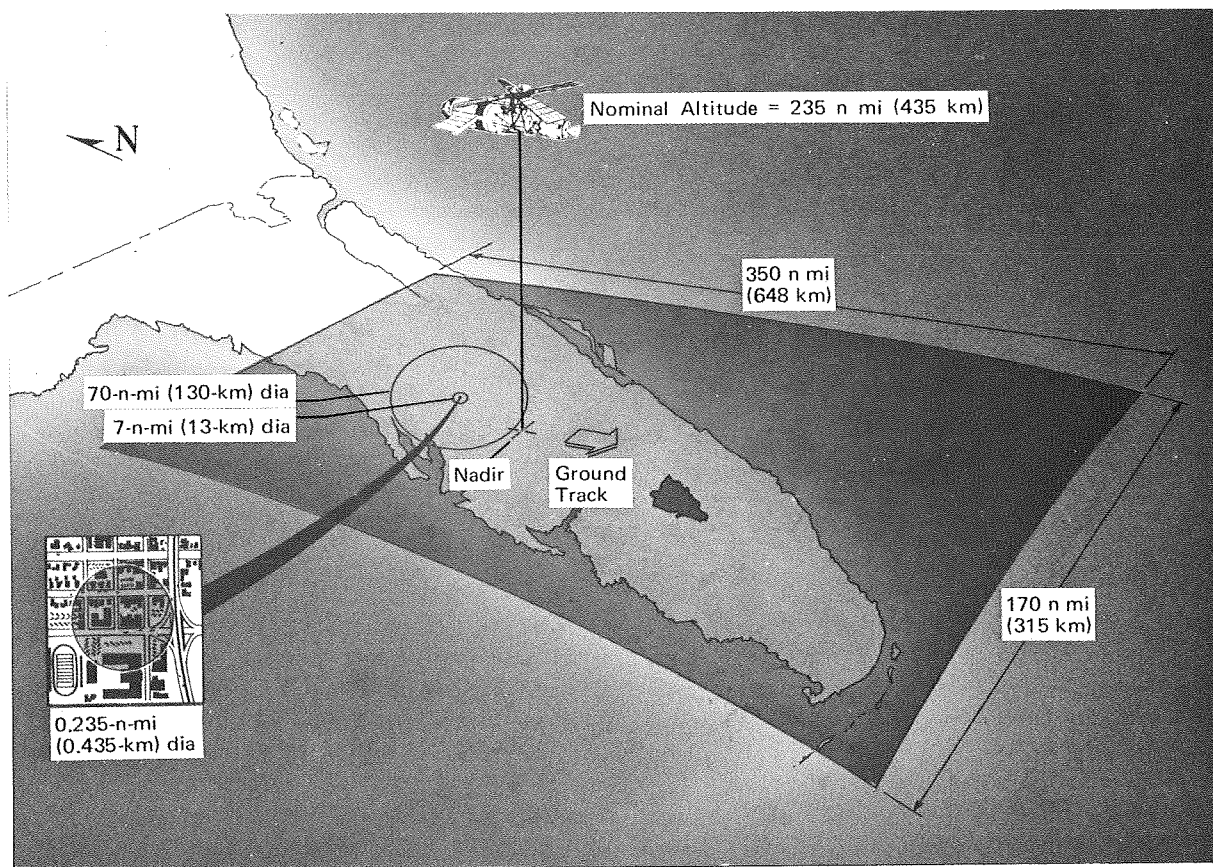 Nominal Altitude = 235 n mi (435 km)
N
350 n mi
(648 km)
70-n-mi (130-km) dia
7-n-mi (13-km) dia
Nadir
Ground
Track
170 n mi
(315 km)
0.235-n-mi
(0.435-km) dia